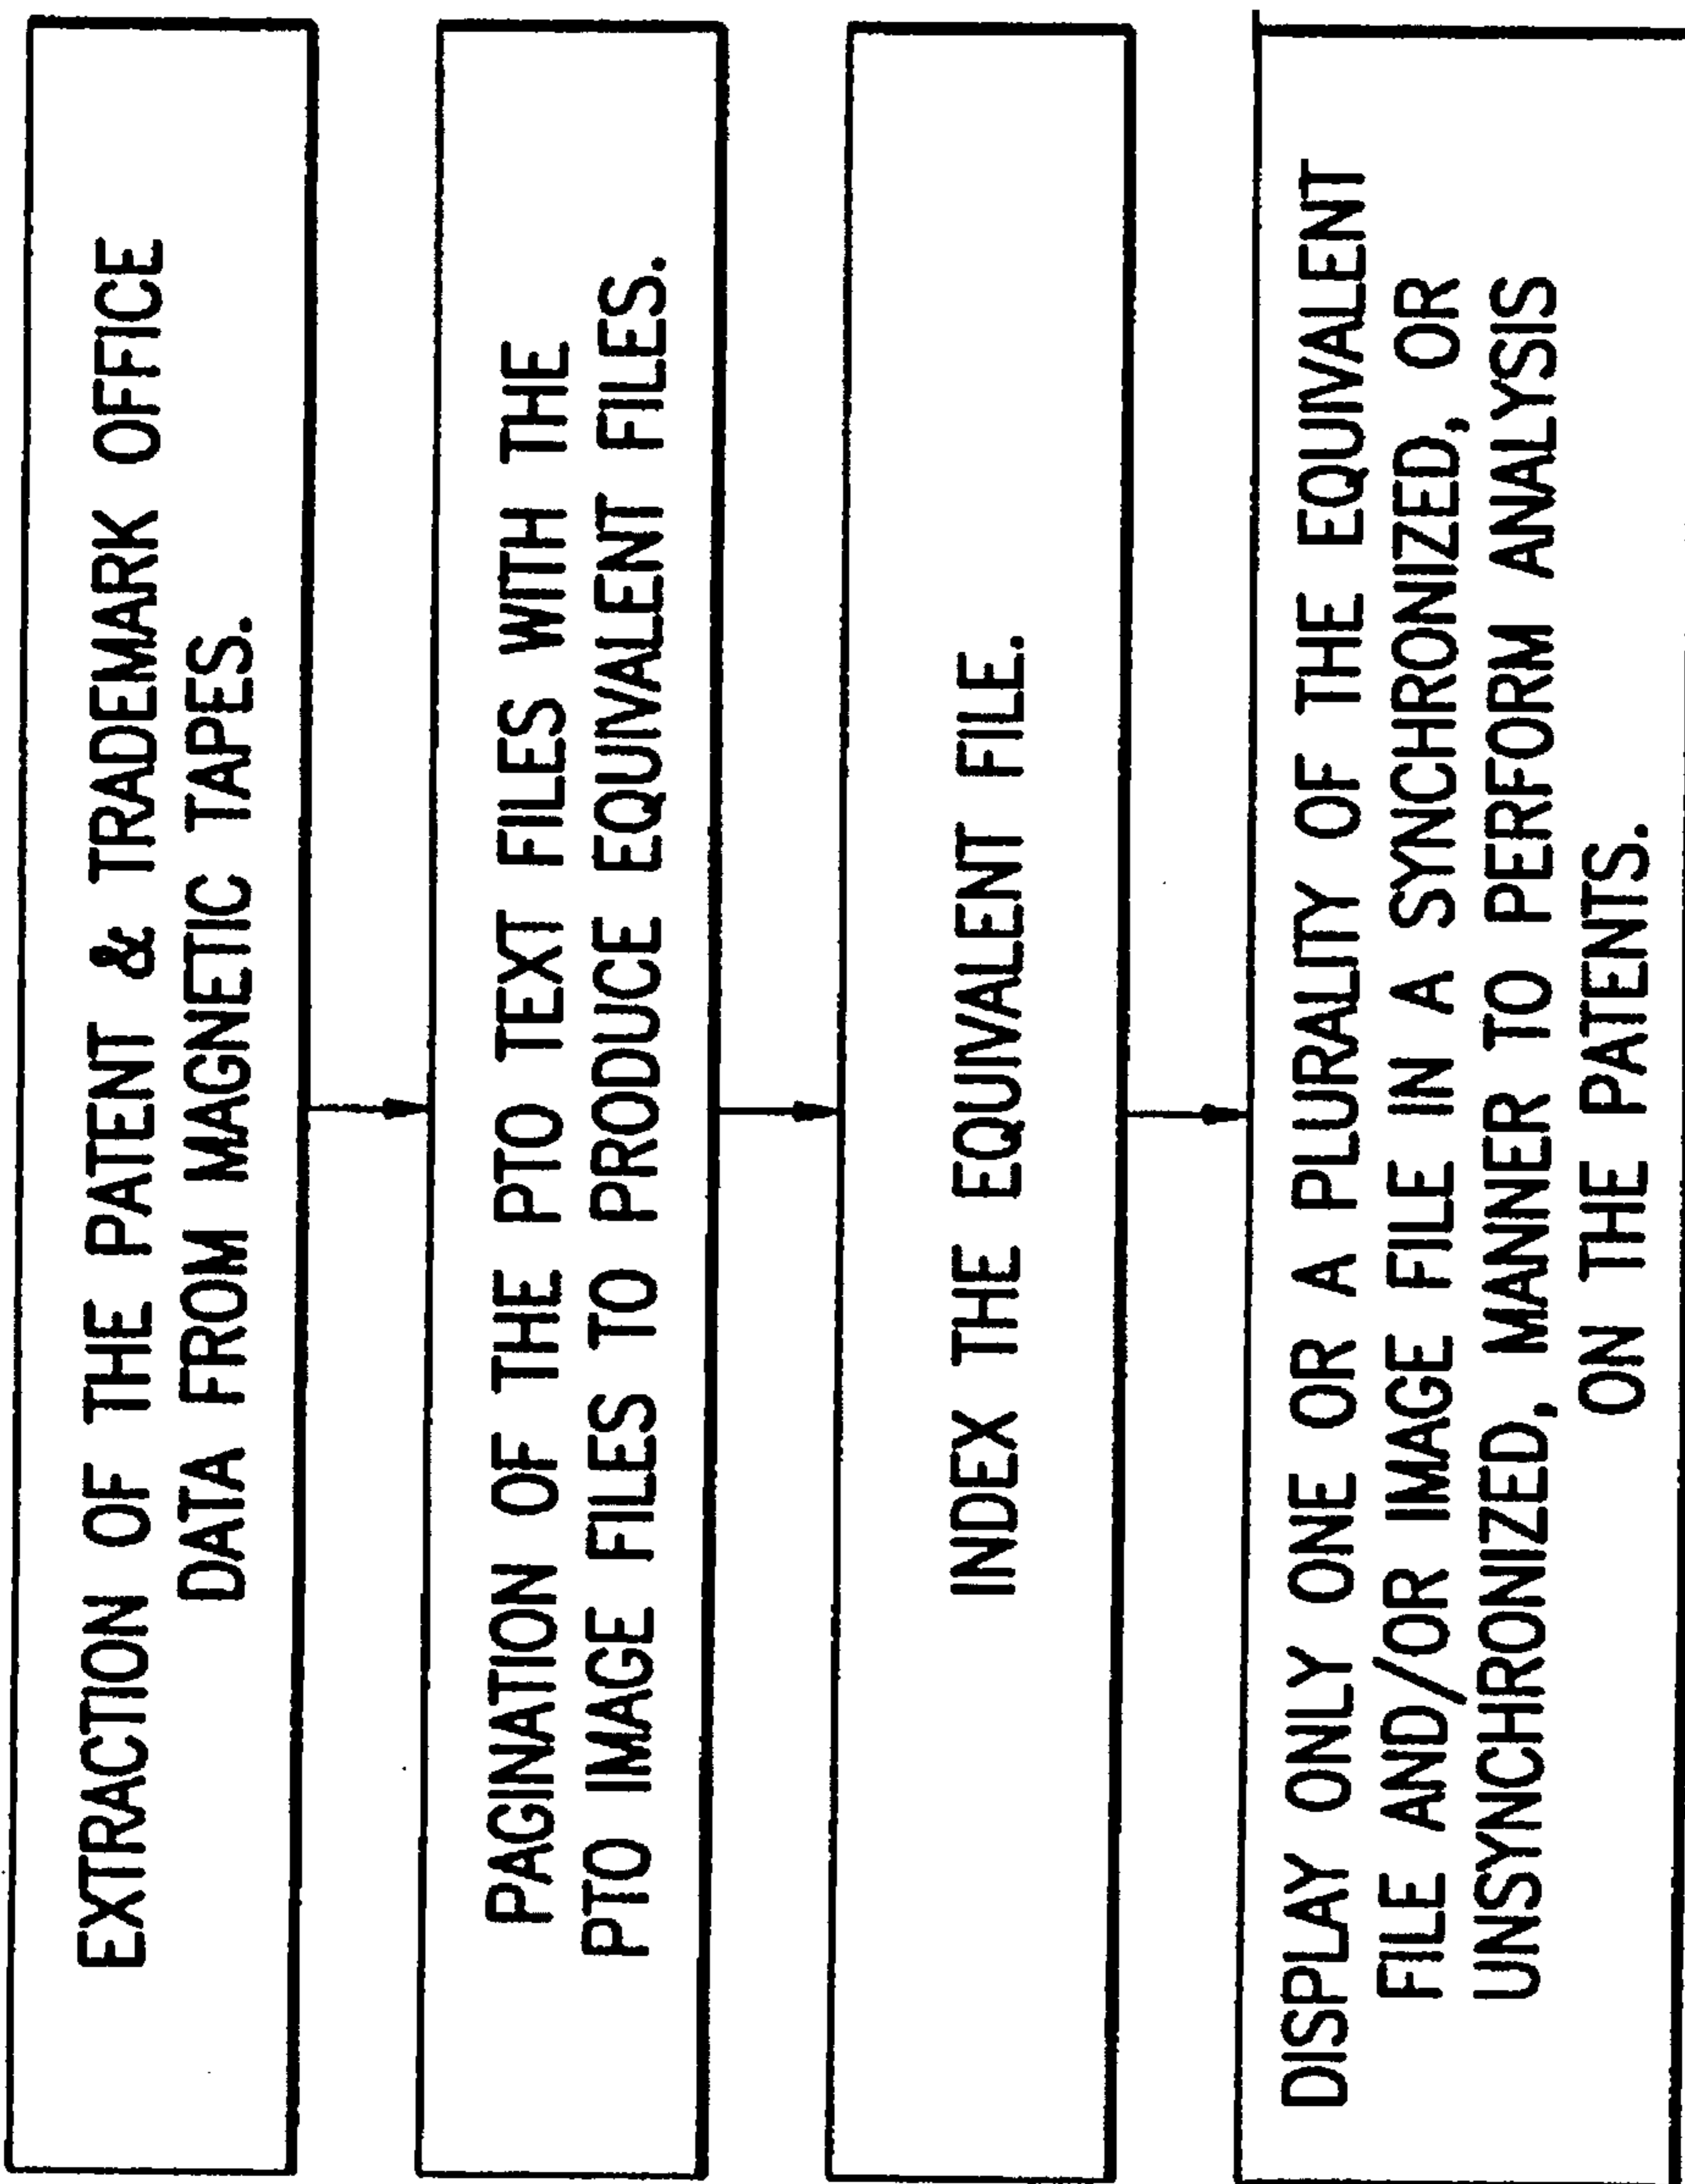 EXTRACTION OF THE PATENT & TRADEMARK OFFICE
DATA FROM MAGNETIC TAPES.
PAGINATION OF THE PTO TEXT FILES WITH THE
PTO IMAGE FILES TO PRODUCE EQUIVALENT FILES.
INDEX THE EQUIVALENT FILE.
DISPLAY ONLY ONE OR A PLURALITY OF THE EQUIVALENT
FILE AND/OR IMAGE FILE IN A SYNCHRONIZED, OR
UNSYNCHRONIZED, MANNER TO PERFORM ANALYSIS
ON THE PATENTS.